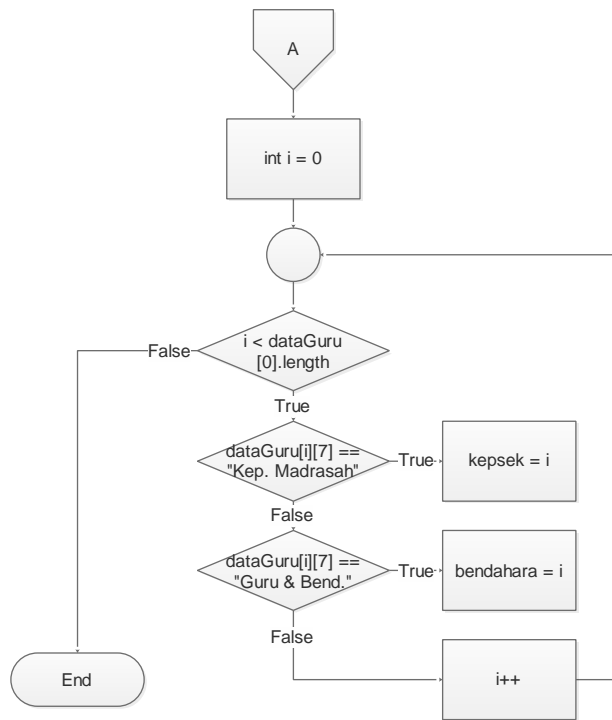 A
int i = 0
i < dataGuru
[0].length
False
True
dataGuru[i][7] ==
"Kep. Madrasah"
True
kepsek = i
False
dataGuru[i][7] ==
"Guru & Bend."
True
bendahara = i
False
End
i++